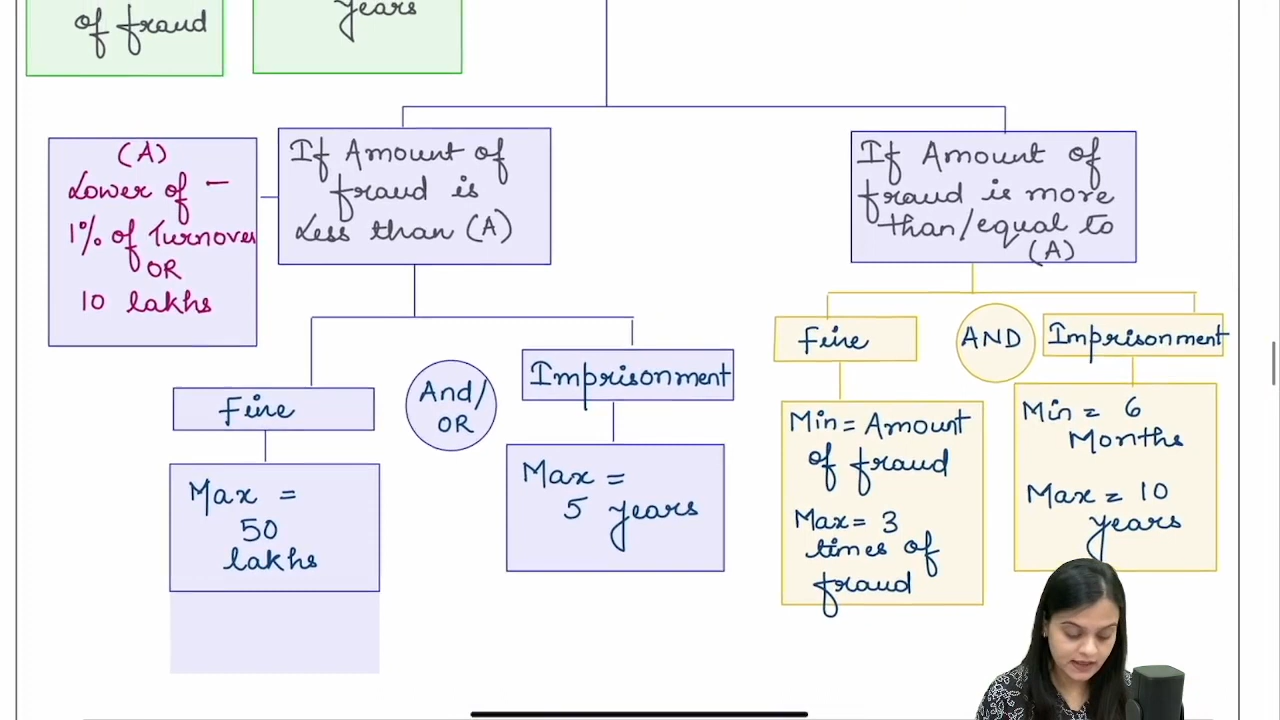 of fraud
years
(A)
Lower of –
1% of Turnover
OR
10 lakhs
If Amount of
fraud is
Less than (A)
If Amount of
fraud is more
than/equal to
(A)
Fine
And/
OR
Imprisonment
Max =
50
lakhs
Max =
5 years
Fine
AND
Imprisonment
Min = Amount
of fraud
Max = 3
times of
fraud
Min = 6
Months
Max = 10
years